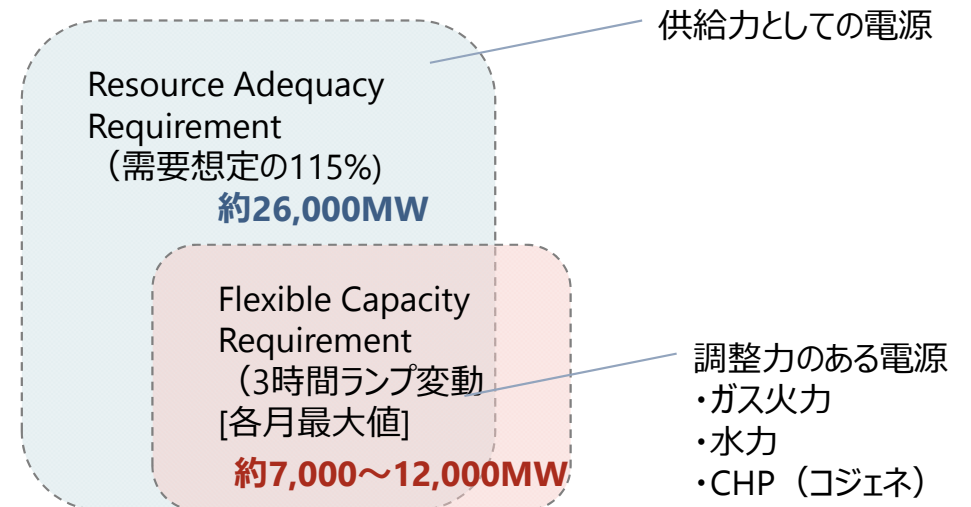 供給力としての電源
Resource Adequacy
Requirement
（需要想定の115%)
約26,000MW
Flexible Capacity
Requirement
（3時間ランプ変動
[各月最大値]
約7,000～12,000MW
調整力のある電源
・ガス火力
・水力
・CHP（コジェネ）